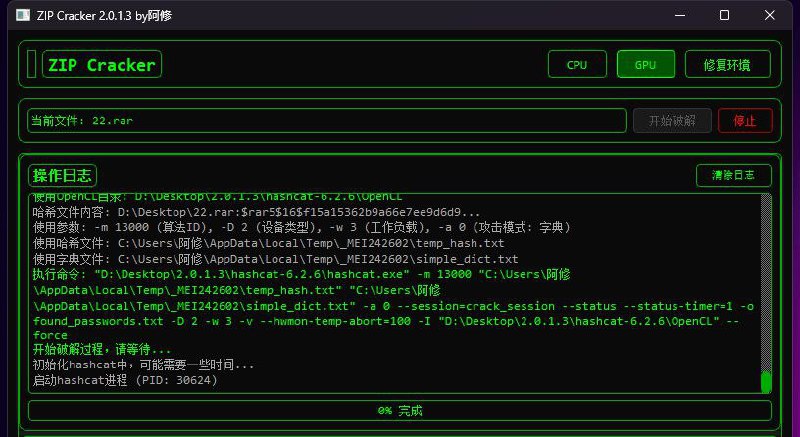 ZIP Cracker 2.0.1.3 by阿修
ZIP Cracker
CPU
GPU
修复环境
当前文件: 22.rar
开始破解
停止
操作日志
清除日志
使用OpenCL目录: D:\Desktop\2.0.1.3\hashcat-6.2.6\OpenCL
哈希文件内容: D:\Desktop\22.rar:$rar5$16$f15a15362b9a66e7ee9d6d9...
使用参数: -m 13000 (算法ID), -D 2 (设备类型), -w 3 (工作负载), -a 0 (攻击模式: 字典)
使用哈希文件: C:\Users\阿修\AppData\Local\Temp\_MEI242602\temp_hash.txt
使用字典文件: C:\Users\阿修\AppData\Local\Temp\_MEI242602\simple_dict.txt
执行命令: "D:\Desktop\2.0.1.3\hashcat-6.2.6\hashcat.exe" -m 13000 "C:\Users\阿修
\AppData\Local\Temp\_MEI242602\temp_hash.txt" "C:\Users\阿修
\AppData\Local\Temp\_MEI242602\simple_dict.txt" -a 0 --session=crack_session --status --status-timer=1 -o
found_passwords.txt -D 2 -w 3 -v --hwmon-temp-abort=100 -I "D:\Desktop\2.0.1.3\hashcat-6.2.6\OpenCL" --
force
开始破解过程，请等待...
初始化hashcat中，可能需要一些时间...
启动hashcat进程 (PID: 30624)
0% 完成